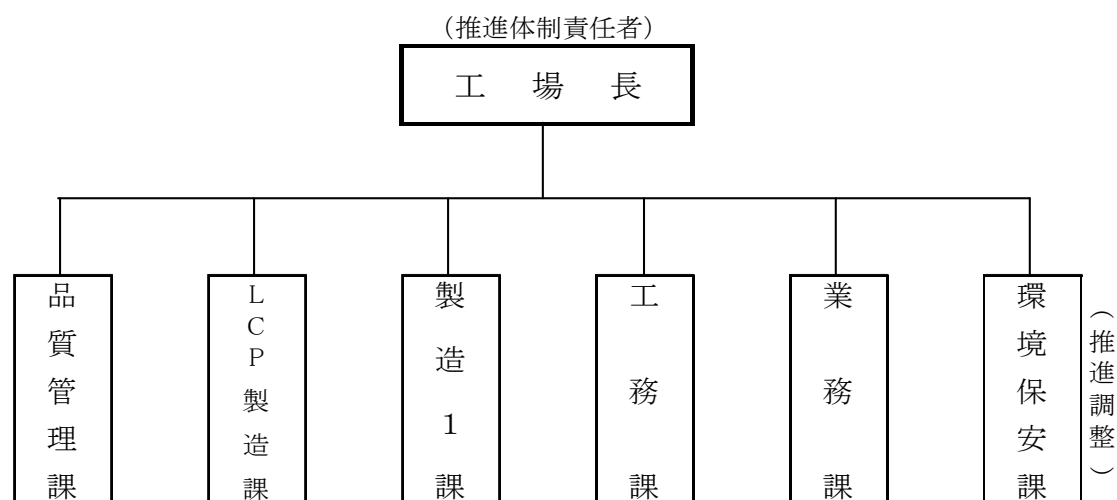 （推進体制責任者）
工場長
品質管理課
LCP製造課
製造1課
工務課
業務課
環境保安課
（推進調整）